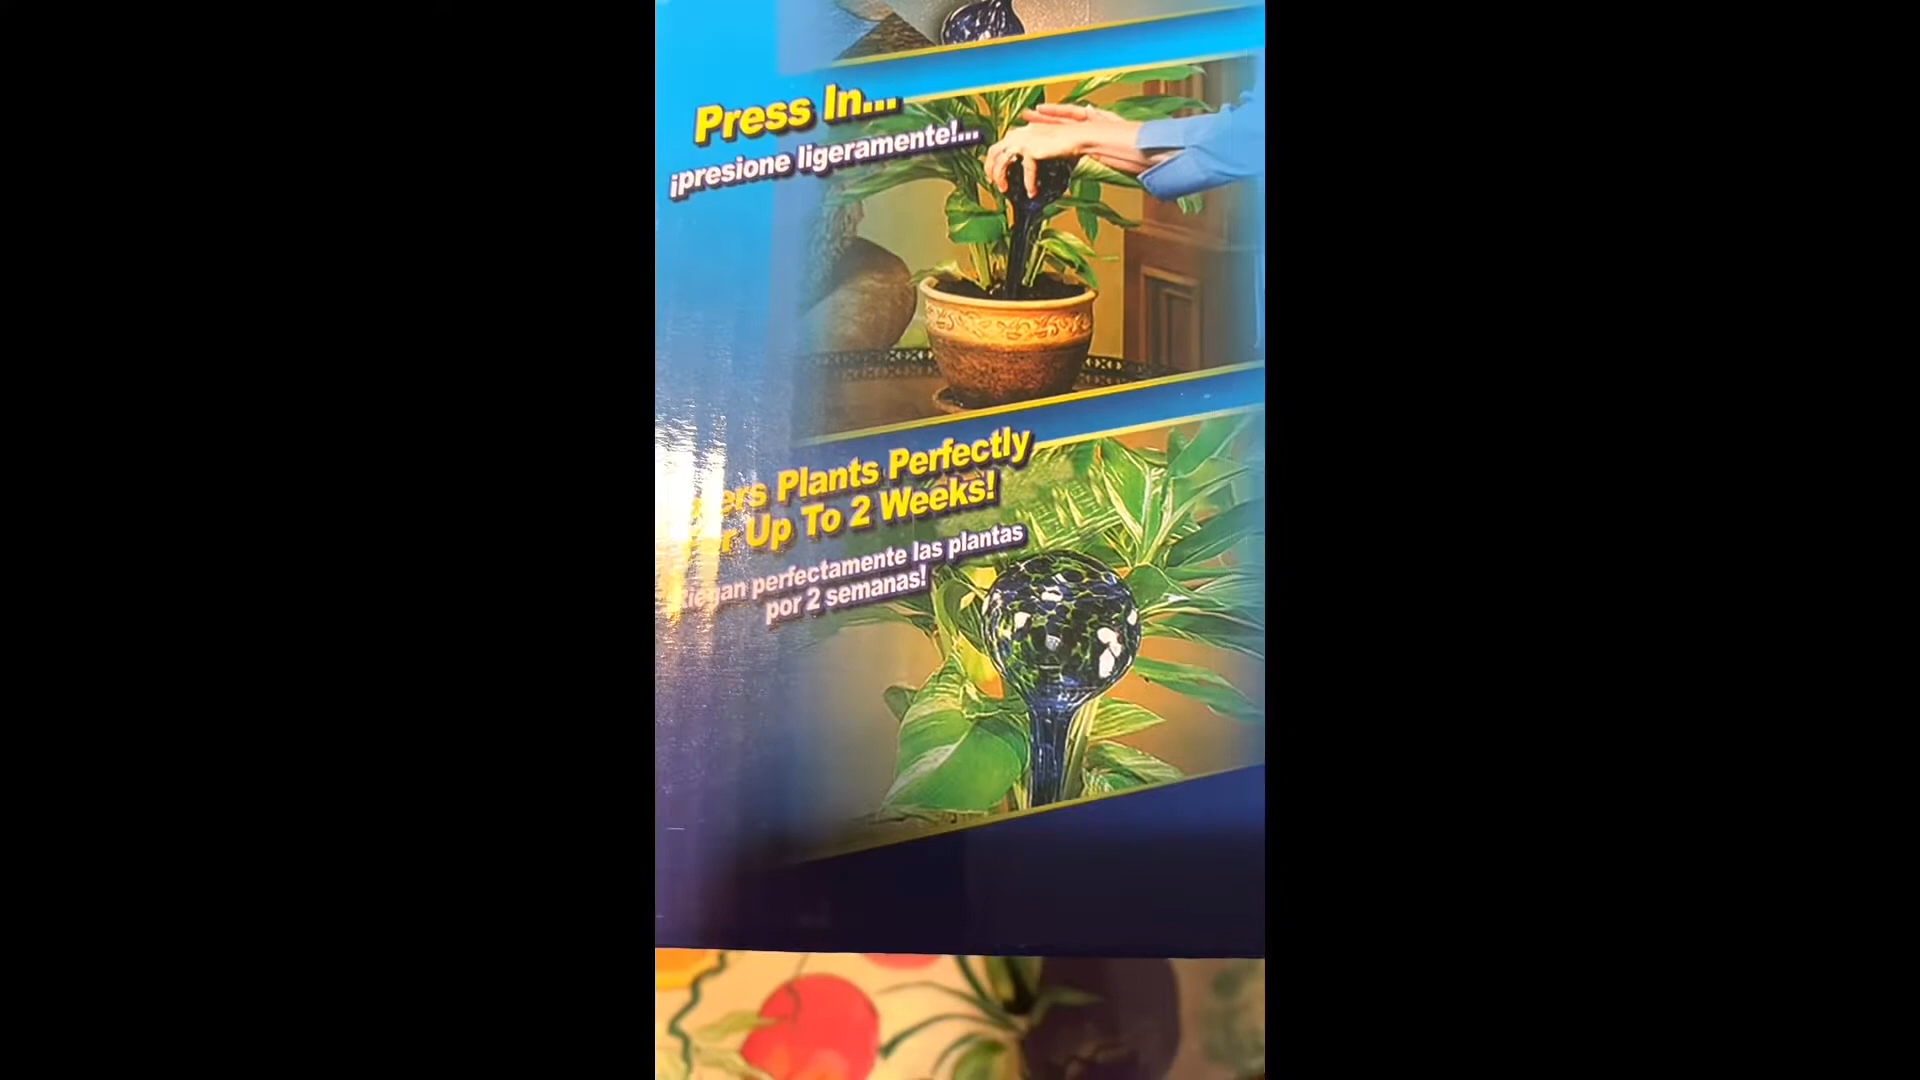 Press In...
¡presione ligeramente!...
Plants Perfectly
Up To 2 Weeks!
perfectamente las plantas
por 2 semanas!